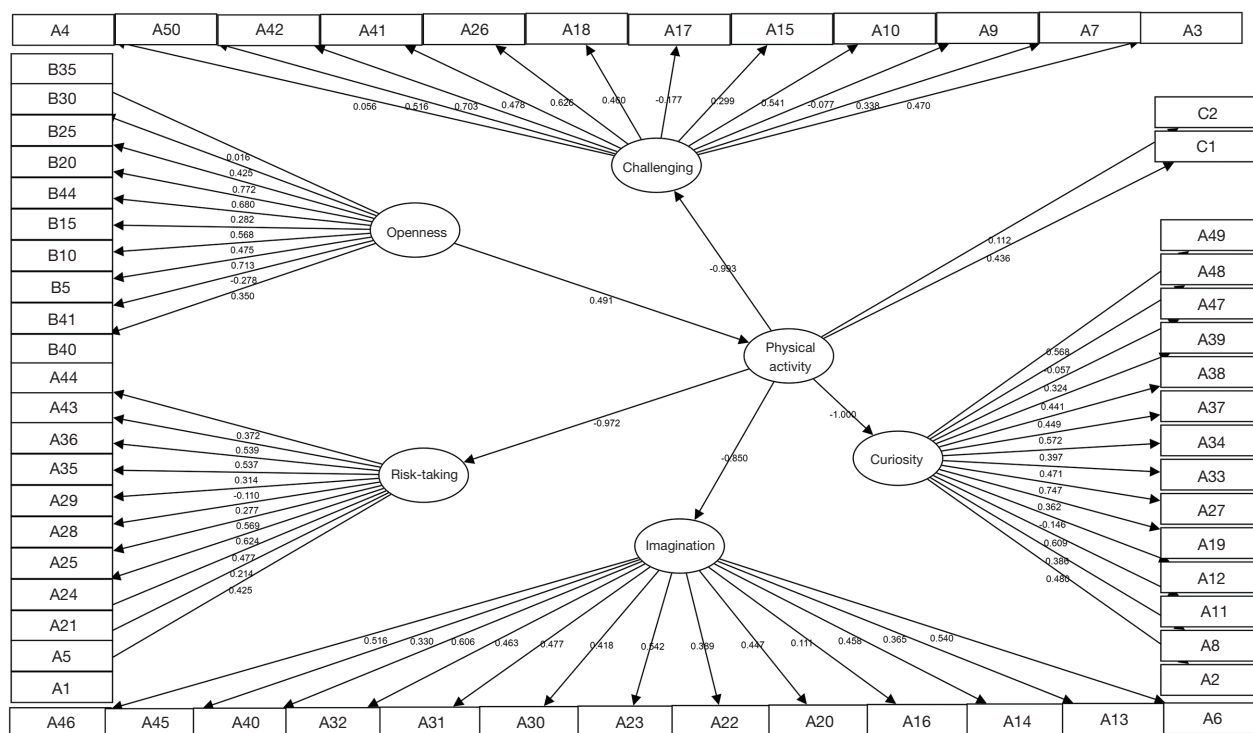 A4 A50 A42 A41 A26 A18 A17 A15 A10 A9 A7 A3
B35
B30
B25
B20
B44
B15
B10
B5
B41
B40
A44
A43
A36
A35
A29
A28
A25
A24
A21
A5
A1
0.056 0.516 0.703 0.478 0.626 0.460 -0.177 0.299 0.541 -0.077 0.338 0.470
Challenging
C2
C1
0.016
0.425
0.772
0.680
0.282
0.568
0.475
0.713
-0.278
0.350
Openness
0.491
-0.993
0.112
0.436
Physical
activity
-0.972
-0.850
-1.000
A49
A48
A47
A39
A38
A37
A34
A33
A27
A19
A12
A11
A8
A2
0.568
-0.057
0.324
0.441
0.449
0.572
0.397
0.471
0.747
0.362
-0.146
0.609
0.386
0.480
Curiosity
0.372
0.539
0.537
0.314
-0.110
0.277
0.569
0.624
0.477
0.214
0.425
Risk-taking
Imagination
0.516 0.330 0.606 0.463 0.477 0.418 0.542 0.389 0.447 0.111 0.458 0.365 0.540
A46 A45 A40 A32 A31 A30 A23 A22 A20 A16 A14 A13 A6